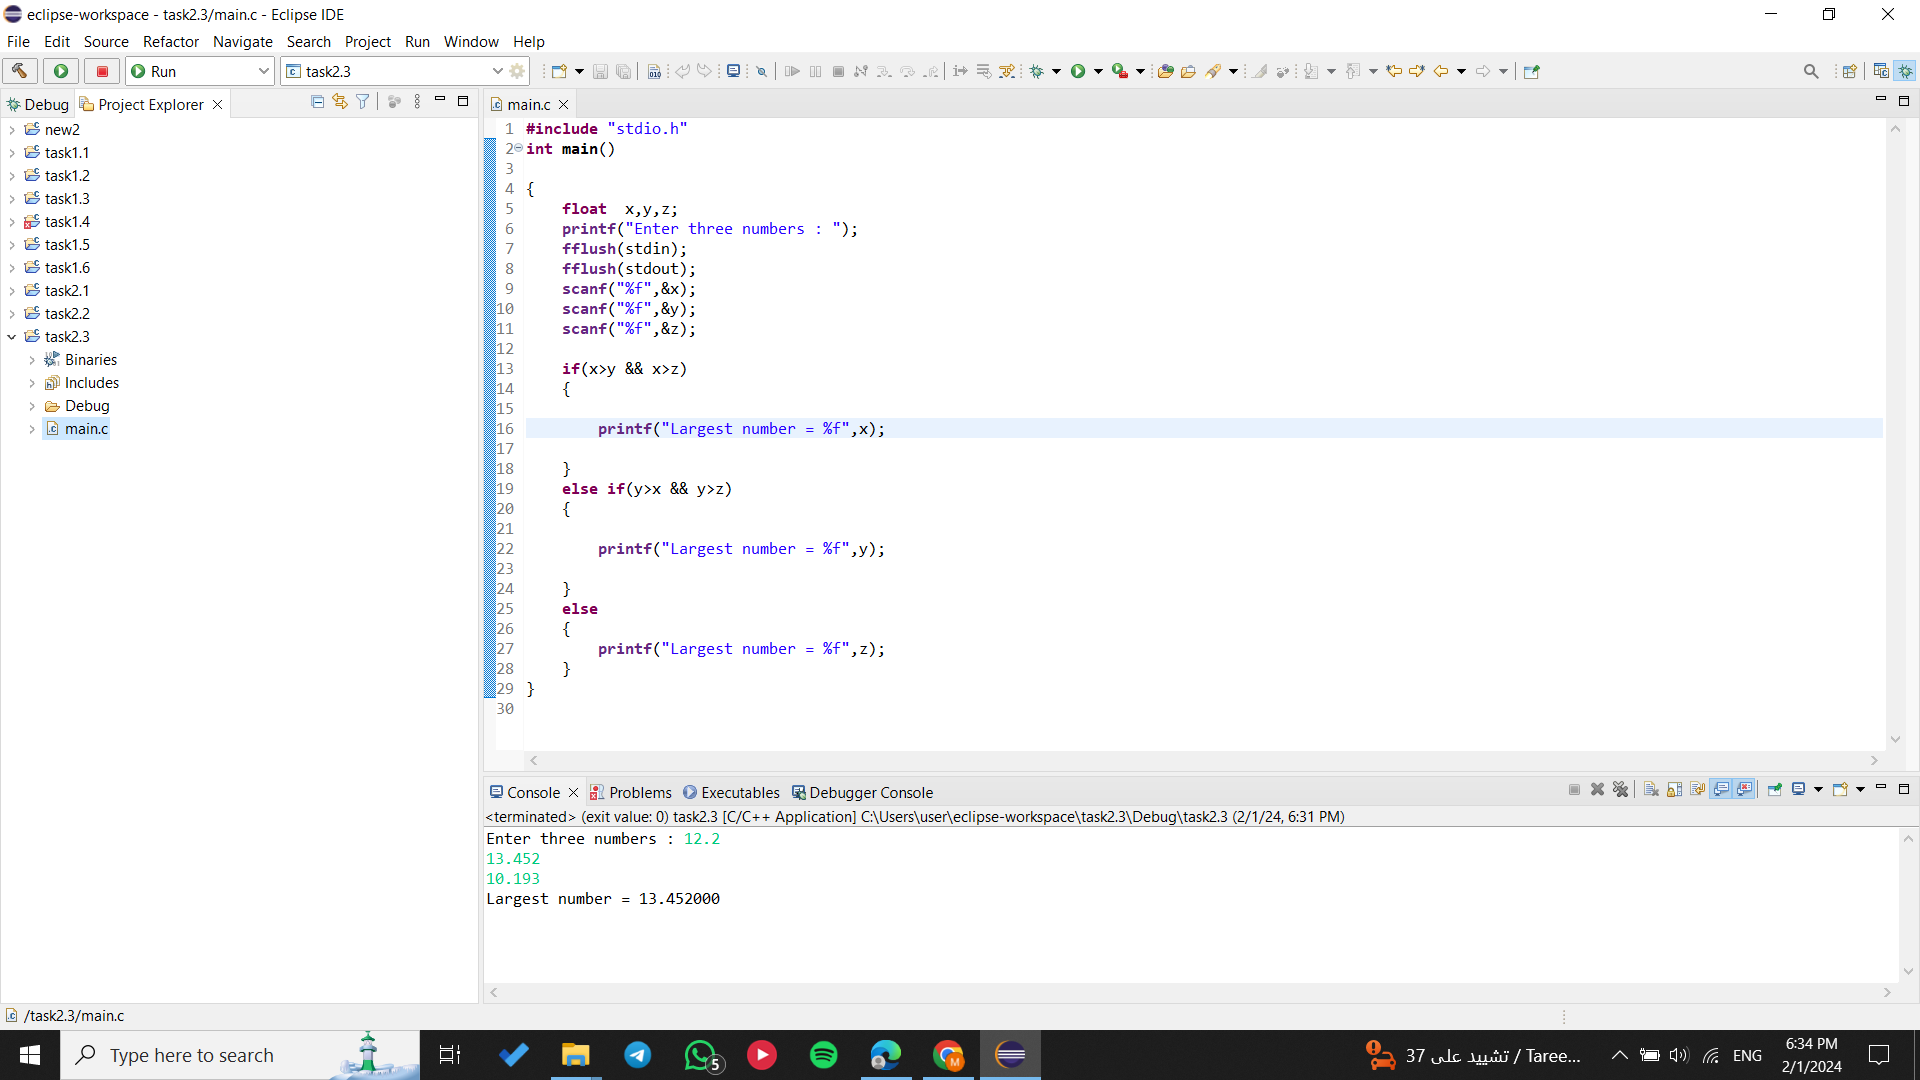 eclipse-workspace - task2.3/main.c - Eclipse IDE
File Edit Source Refactor Navigate Search Project Run Window Help
Run
task2.3
Debug Project Explorer
new2
task1.1
task1.2
task1.3
task1.4
task1.5
task1.6
task2.1
task2.2
task2.3
Binaries
Includes
Debug
main.c
main.c
1 #include "stdio.h"
2 int main()
3
4 {
5 float  x,y,z;
6 printf("Enter three numbers : ");
7 fflush(stdin);
8 fflush(stdout);
9 scanf("%f",&x);
10 scanf("%f",&y);
11 scanf("%f",&z);
12
13 if(x>y && x>z)
14 {
15
16 printf("Largest number = %f",x);
17
18 }
19 else if(y>x && y>z)
20 {
21
22 printf("Largest number = %f",y);
23
24 }
25 else
26 {
27 printf("Largest number = %f",z);
28 }
29 }
30
Console Problems Executables Debugger Console
<terminated> (exit value: 0) task2.3 [C/C++ Application] C:\Users\user\eclipse-workspace\task2.3\Debug\task2.3 (2/1/24, 6:31 PM)
Enter three numbers : 12.2
13.452
10.193
Largest number = 13.452000
/task2.3/main.c
Type here to search
5
M
37 تشييد على / Taree...
ENG
6:34 PM
2/1/2024